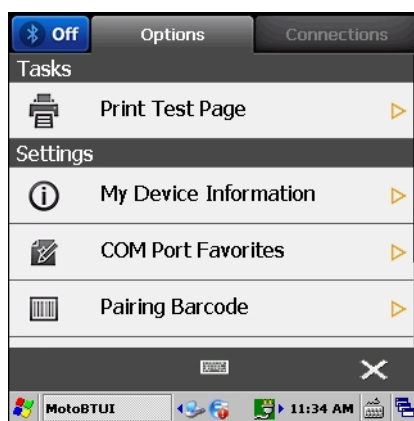 Off Options Connections
Tasks
Print Test Page
Settings
My Device Information
COM Port Favorites
Pairing Barcode
MotoBTUI 11:34 AM